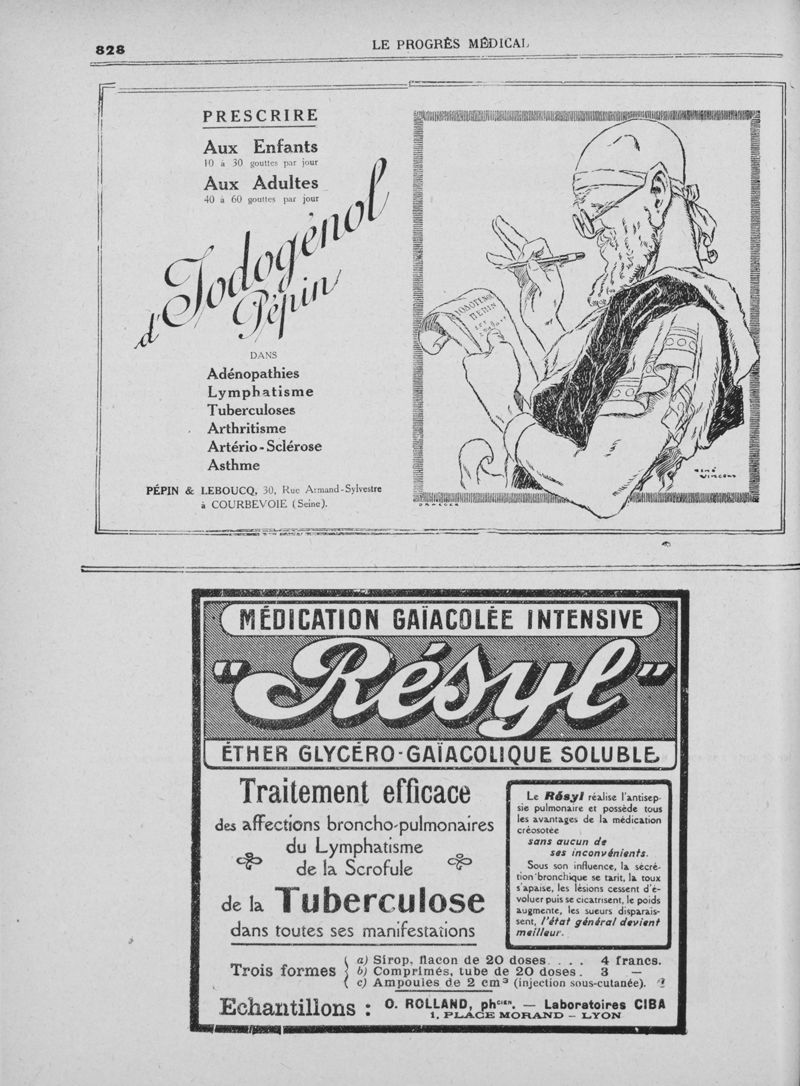 828
LE PROGRÈS MÉDICAL
PRESCRIRE
Aux Enfants
10 à 30 gouttes par jour
Aux Adultes
40 à 60 gouttes par jour
d'Iodogénol
Pépin
DANS
Adénopathies
Lymphatisme
Tuberculoses
Arthritisme
Artério-Sclérose
Asthme
PÉPIN & LEBOUCQ, 30, Rue Armand-Sylvestre
à COURBEVOIE (Seine).
PEPIN
rené
vincent
DRAEGER
MÉDICATION GAÏACOLÉE INTENSIVE
"Résyl"
ÉTHER GLYCÉRO-GAÏACOLIQUE SOLUBLE
Traitement efficace
des affections broncho-pulmonaires
du Lymphatisme
de la Scrofule
de la Tuberculose
dans toutes ses manifestations
Le Résyl réalise l'antisep-
sie pulmonaire et possède tous
les avantages de la médication
créosotée
sans aucun de
ses inconvénients.
Sous son influence, la sécré-
tion bronchique se tarit, la toux
s'apaise, les lésions cessent d'é-
voluer puis se cicatrisent, le poids
augmente, les sueurs disparais-
sent, l'état général devient
meilleur.
Trois formes
a) Sirop, flacon de 20 doses . . . . 4 francs.
b) Comprimés, tube de 20 doses . 3 —
c) Ampoules de 2 cm³ (injection sous-cutanée).
Echantillons :
O. ROLLAND, phᶜⁱᵉⁿ. — Laboratoires CIBA
1, PLACE MORAND - LYON